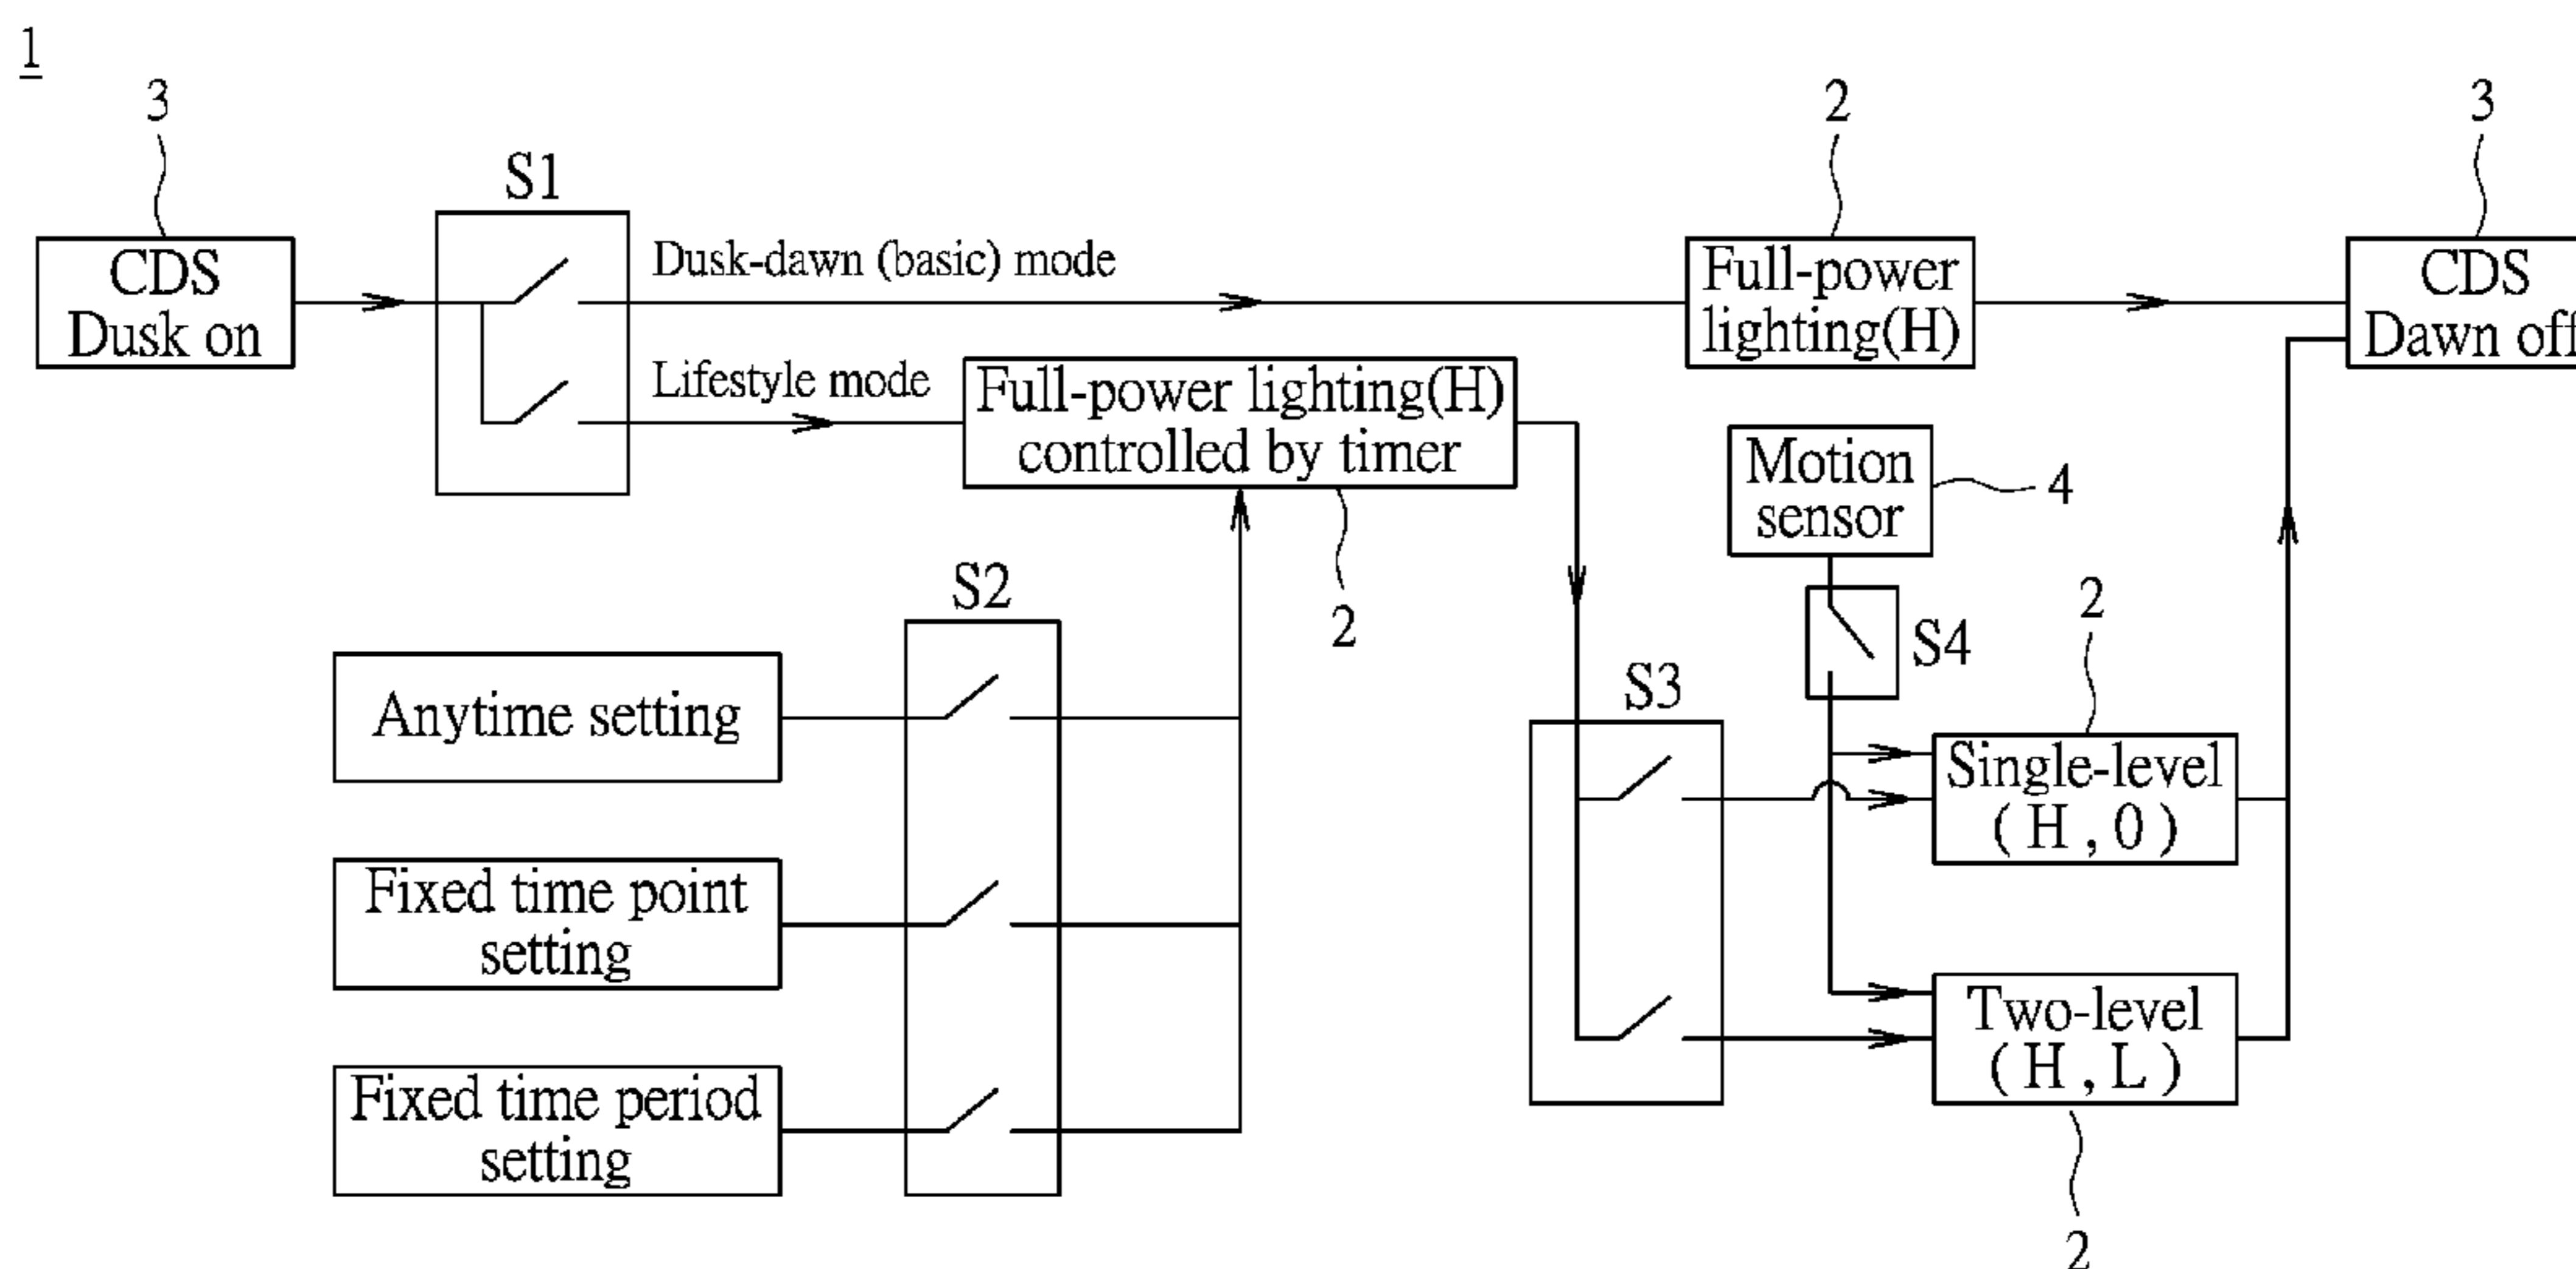 1
3
2
3
S1
CDS
Dusk on
Dusk-dawn (basic) mode
Full-power
lighting(H)
CDS
Dawn off
Lifestyle mode
Full-power lighting(H)
controlled by timer
Motion
sensor
4
2
S2
S4
2
S3
Anytime setting
Single-level
( H , 0 )
Fixed time point
setting
Two-level
( H , L )
Fixed time period
setting
2